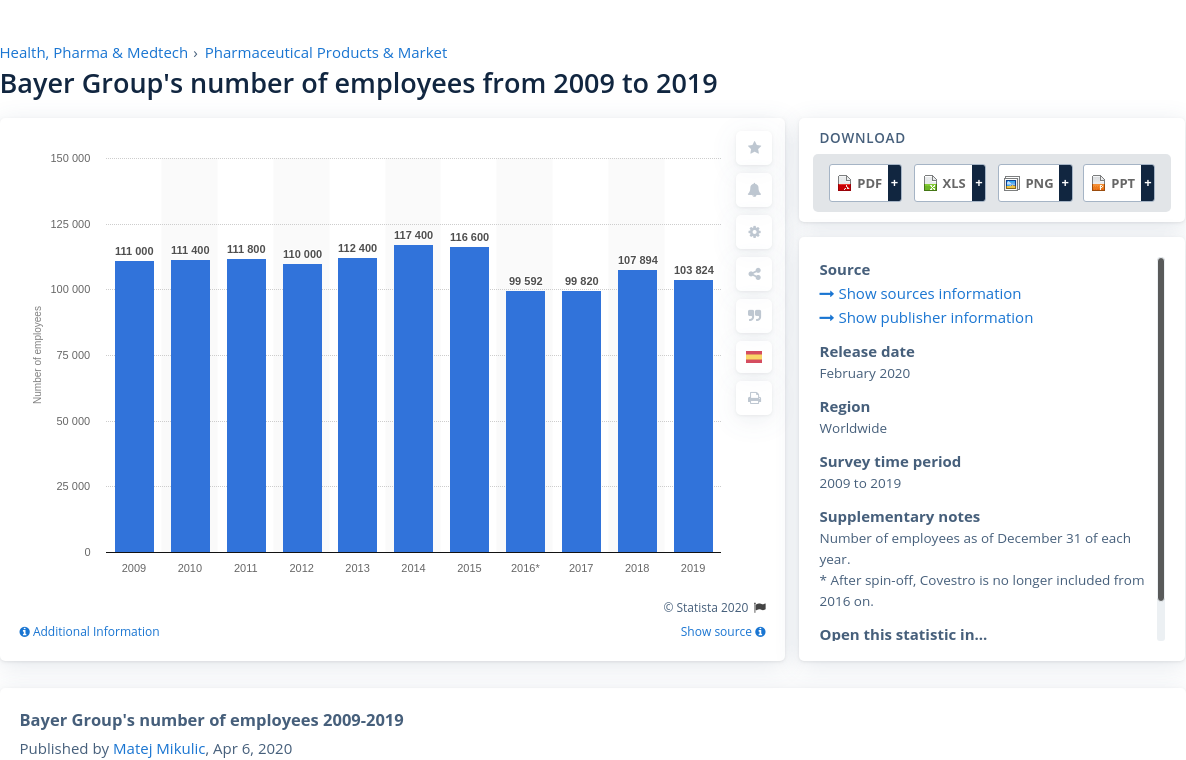 Health, Pharma & Medtech › Pharmaceutical Products & Market
Bayer Group's number of employees from 2009 to 2019
150 000
125 000
100 000
75 000
50 000
25 000
0
Number of employees
111 000
111 400
111 800
110 000
112 400
117 400
116 600
99 592
99 820
107 894
103 824
2009
2010
2011
2012
2013
2014
2015
2016*
2017
2018
2019
© Statista 2020
Additional Information
Show source
DOWNLOAD
PDF +
XLS +
PNG +
PPT +
Source
Show sources information
Show publisher information
Release date
February 2020
Region
Worldwide
Survey time period
2009 to 2019
Supplementary notes
Number of employees as of December 31 of each
year.
* After spin-off, Covestro is no longer included from
2016 on.
Open this statistic in...
Bayer Group's number of employees 2009-2019
Published by Matej Mikulic, Apr 6, 2020